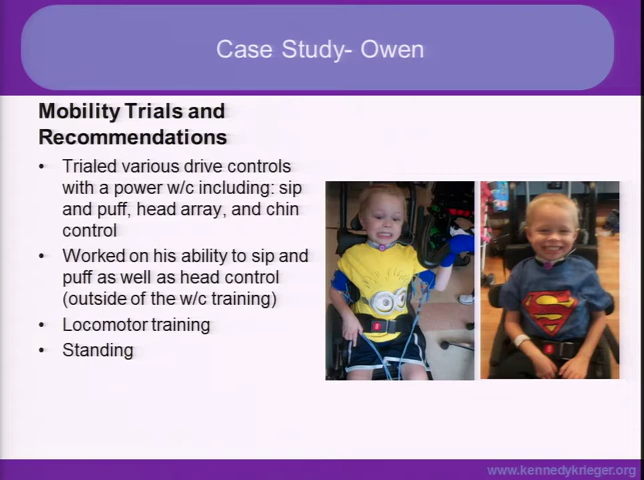 Case Study- Owen
Mobility Trials and
Recommendations
• Trialed various drive controls
with a power w/c including: sip
and puff, head array, and chin
control
• Worked on his ability to sip and
puff as well as head control
(outside of the w/c training)
• Locomotor training
• Standing
www.kennedykrieger.org